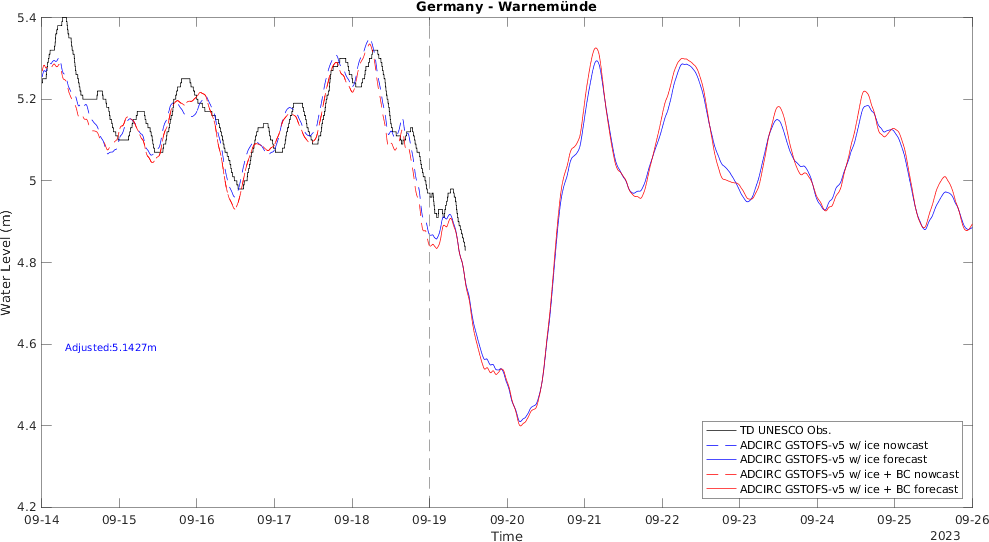 Germany - Warnemünde
Water Level (m)
5.4
5.2
5
4.8
4.6
4.4
4.2
Adjusted:5.1427m
TD UNESCO Obs.
ADCIRC GSTOFS-v5 w/ ice nowcast
ADCIRC GSTOFS-v5 w/ ice forecast
ADCIRC GSTOFS-v5 w/ ice + BC nowcast
ADCIRC GSTOFS-v5 w/ ice + BC forecast
09-14 09-15 09-16 09-17 09-18 09-19 09-20 09-21 09-22 09-23 09-24 09-25 09-26
Time
2023